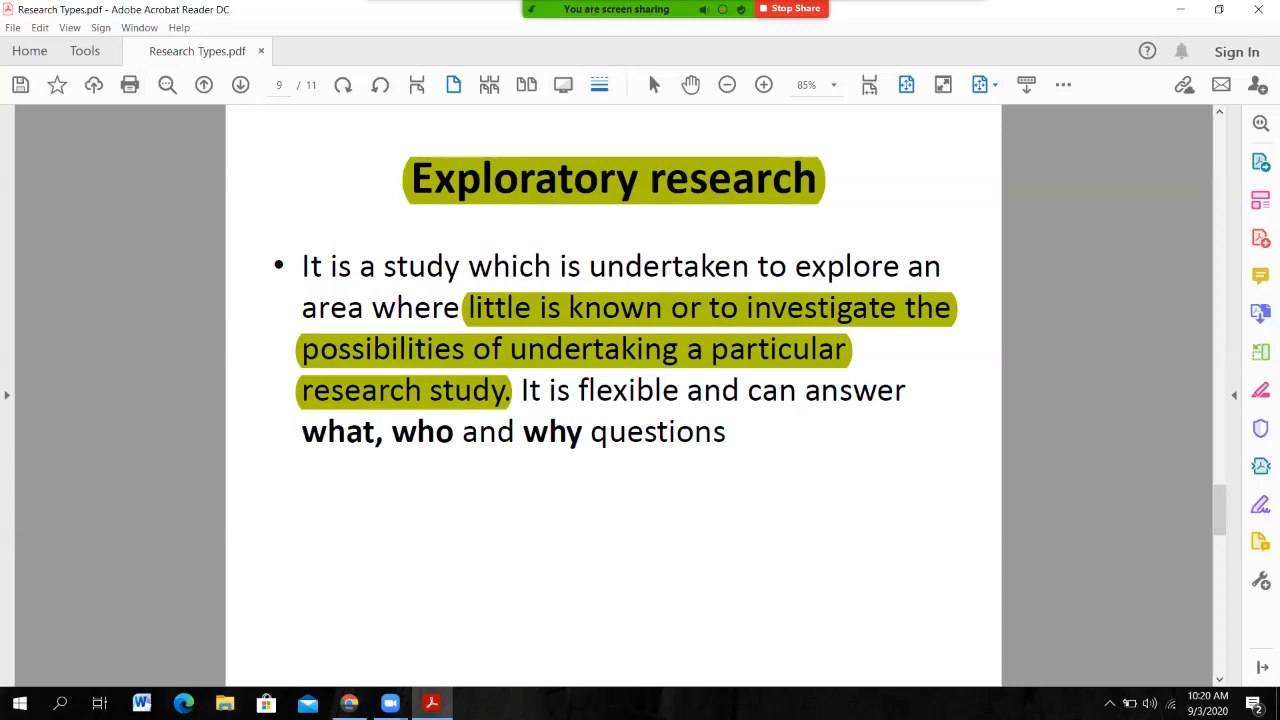 Research Types.pdf - Adobe Acrobat Reader DC
You are screen sharing
Stop Share
File Edit View Sign Window Help
Home Tools Research Types.pdf × Sign In
9 / 11 85%
Exploratory research
• It is a study which is undertaken to explore an
area where little is known or to investigate the
possibilities of undertaking a particular
research study. It is flexible and can answer
what, who and why questions
10:20 AM
9/3/2020
2